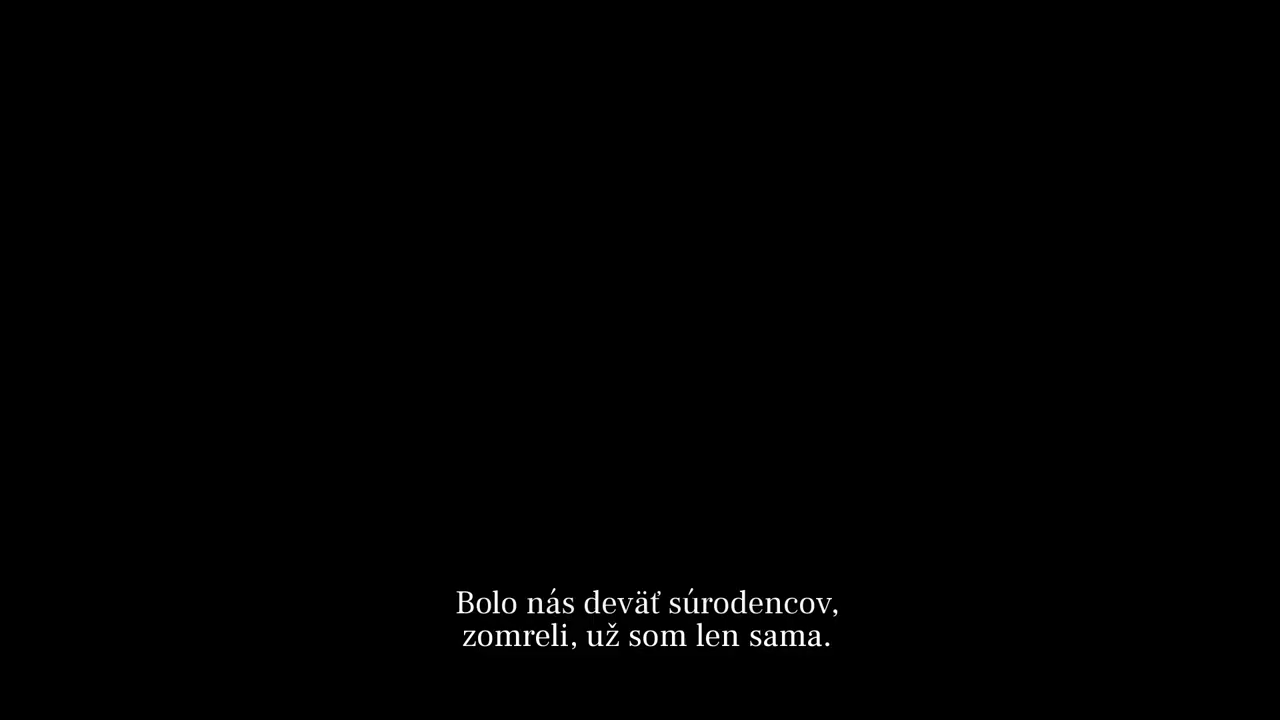 Bolo nás deväť súrodencov,
zomreli, už som len sama.